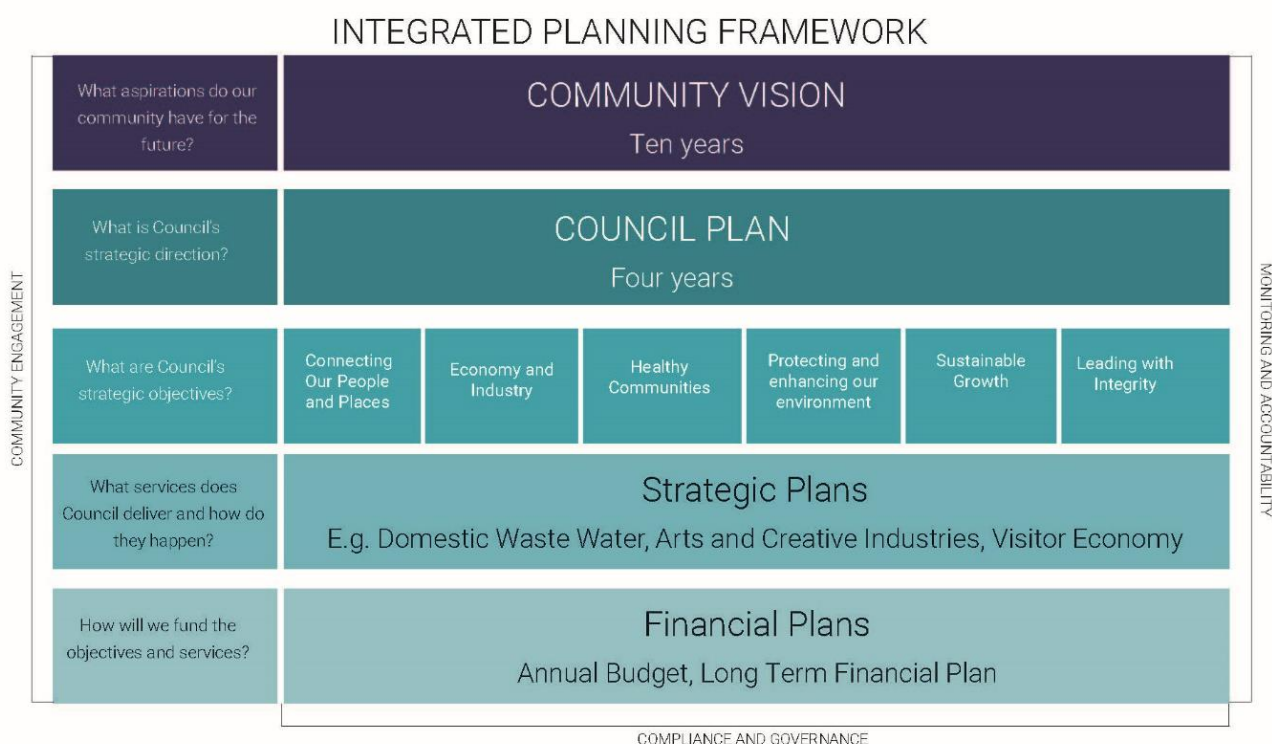 INTEGRATED PLANNING FRAMEWORK
What aspirations do our
community have for the
future?
COMMUNITY VISION
Ten years
What is Council's
strategic direction?
COUNCIL PLAN
Four years
What are Council's
strategic objectives?
Connecting
Our People
and Places
Economy and
Industry
Healthy
Communities
Protecting and
enhancing our
environment
Sustainable
Growth
Leading with
Integrity
What services does
Council deliver and how do
they happen?
Strategic Plans
E.g. Domestic Waste Water, Arts and Creative Industries, Visitor Economy
How will we fund the
objectives and services?
Financial Plans
Annual Budget, Long Term Financial Plan
COMMUNITY ENGAGEMENT
MONITORING AND ACCOUNTABILITY
COMPLIANCE AND GOVERNANCE